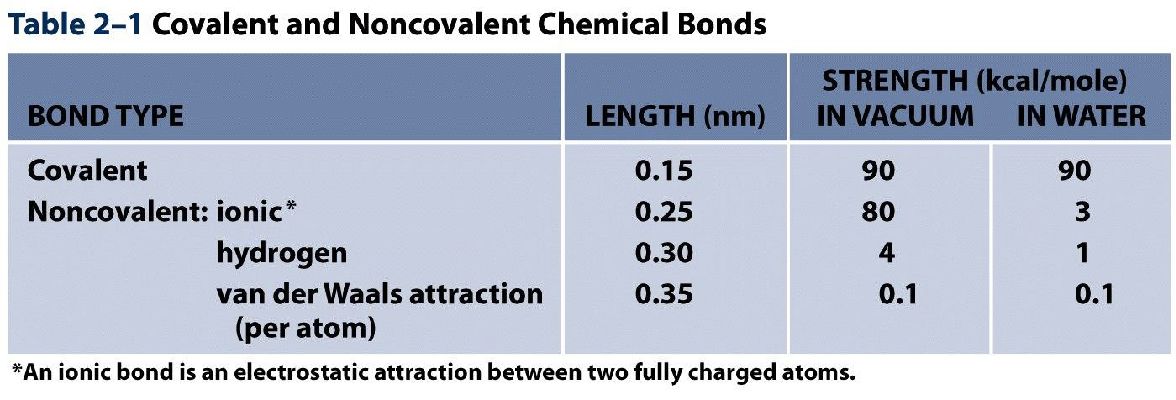 Table 2–1 Covalent and Noncovalent Chemical Bonds
STRENGTH (kcal/mole)
BOND TYPE LENGTH (nm) IN VACUUM IN WATER
Covalent 0.15 90 90
Noncovalent: ionic* 0.25 80 3
hydrogen 0.30 4 1
van der Waals attraction 0.35 0.1 0.1
(per atom)
*An ionic bond is an electrostatic attraction between two fully charged atoms.